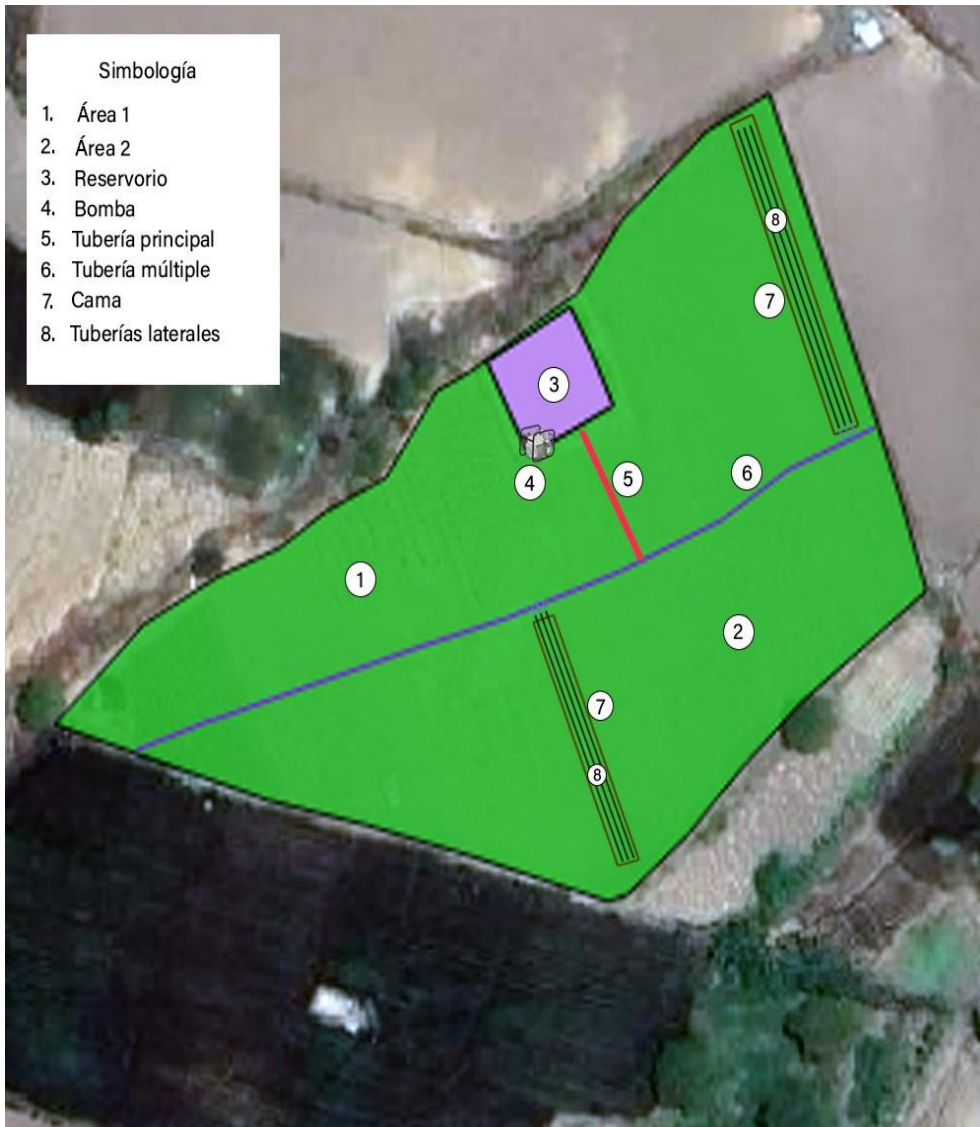 Simbología
1. Área 1
2. Área 2
3. Reservorio
4. Bomba
5. Tubería principal
6. Tubería múltiple
7. Cama
8. Tuberías laterales
8
7
3
4
5
6
1
2
7
8